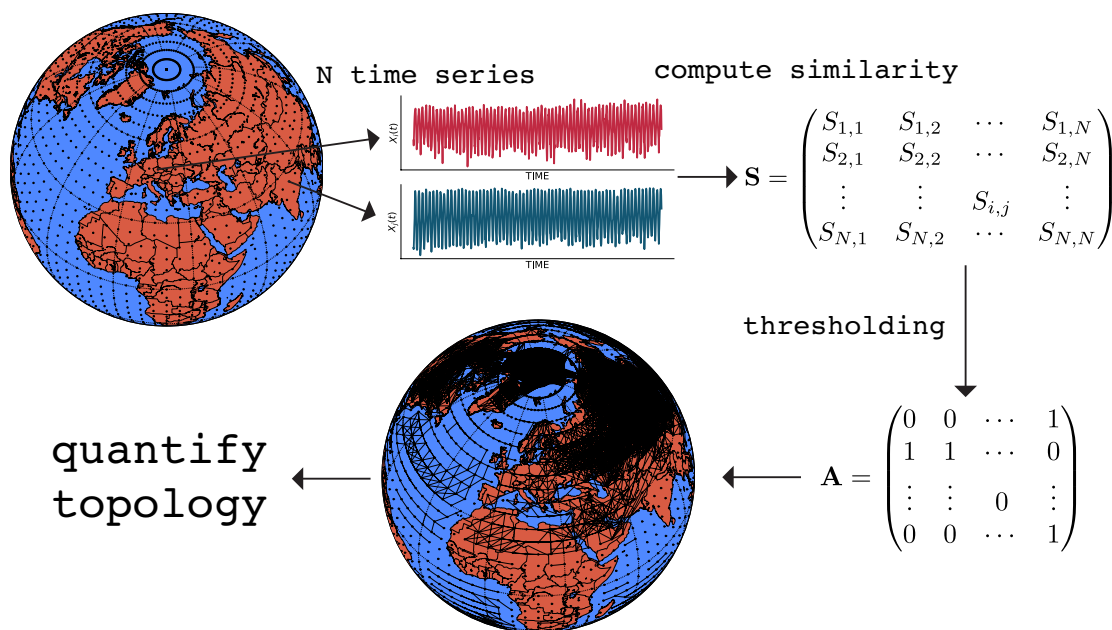 N time series
compute similarity
X_i(t)
TIME
X_j(t)
TIME
S =
S_{1,1} S_{1,2} ⋯ S_{1,N}
S_{2,1} S_{2,2} ⋯ S_{2,N}
⋮ ⋮ S_{i,j} ⋮
S_{N,1} S_{N,2} ⋯ S_{N,N}
thresholding
A =
0 0 ⋯ 1
1 1 ⋯ 0
⋮ ⋮ 0 ⋮
0 0 ⋯ 1
quantify
topology